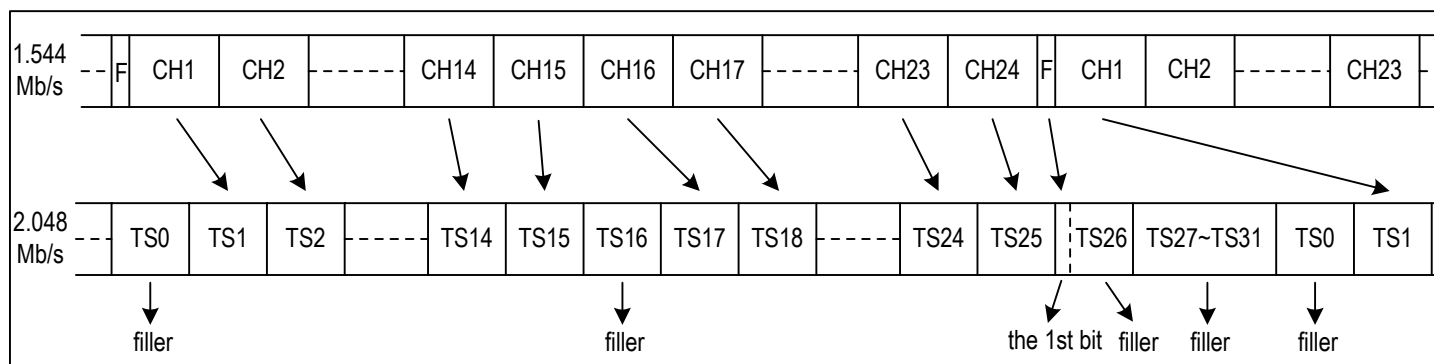 1.544
Mb/s
F CH1 CH2 CH14 CH15 CH16 CH17 CH23 CH24 F CH1 CH2 CH23
2.048
Mb/s
TS0 TS1 TS2 TS14 TS15 TS16 TS17 TS18 TS24 TS25 TS26 TS27~TS31 TS0 TS1
filler filler the 1st bit filler filler filler